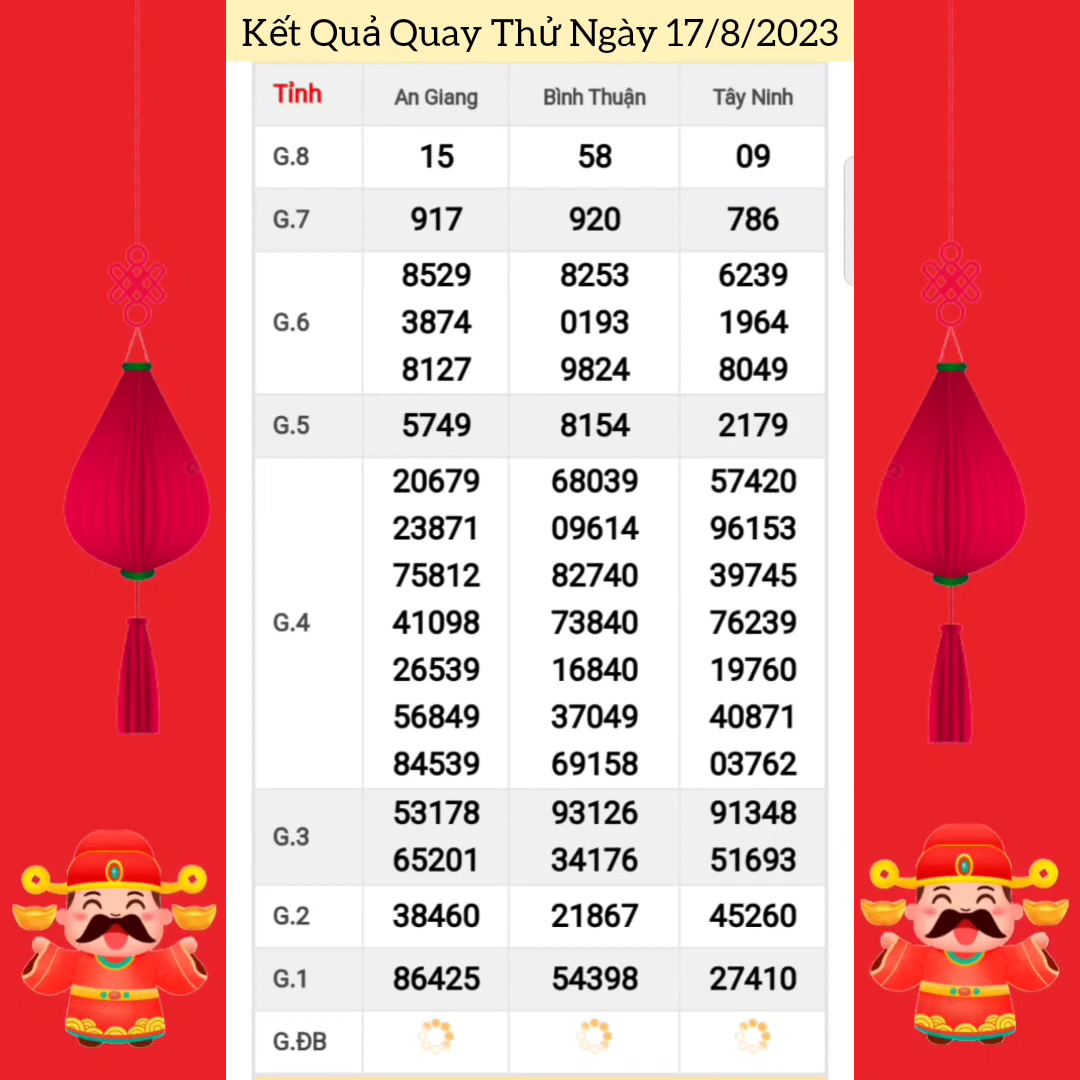 Kết Quả Quay Thử Ngày 17/8/2023
Tỉnh An Giang Bình Thuận Tây Ninh
G.8 15 58 09
G.7 917 920 786
8529 8253 6239
G.6 3874 0193 1964
8127 9824 8049
G.5 5749 8154 2179
20679 68039 57420
23871 09614 96153
75812 82740 39745
G.4 41098 73840 76239
26539 16840 19760
56849 37049 40871
84539 69158 03762
53178 93126 91348
G.3
65201 34176 51693
G.2 38460 21867 45260
G.1 86425 54398 27410
G.ĐB